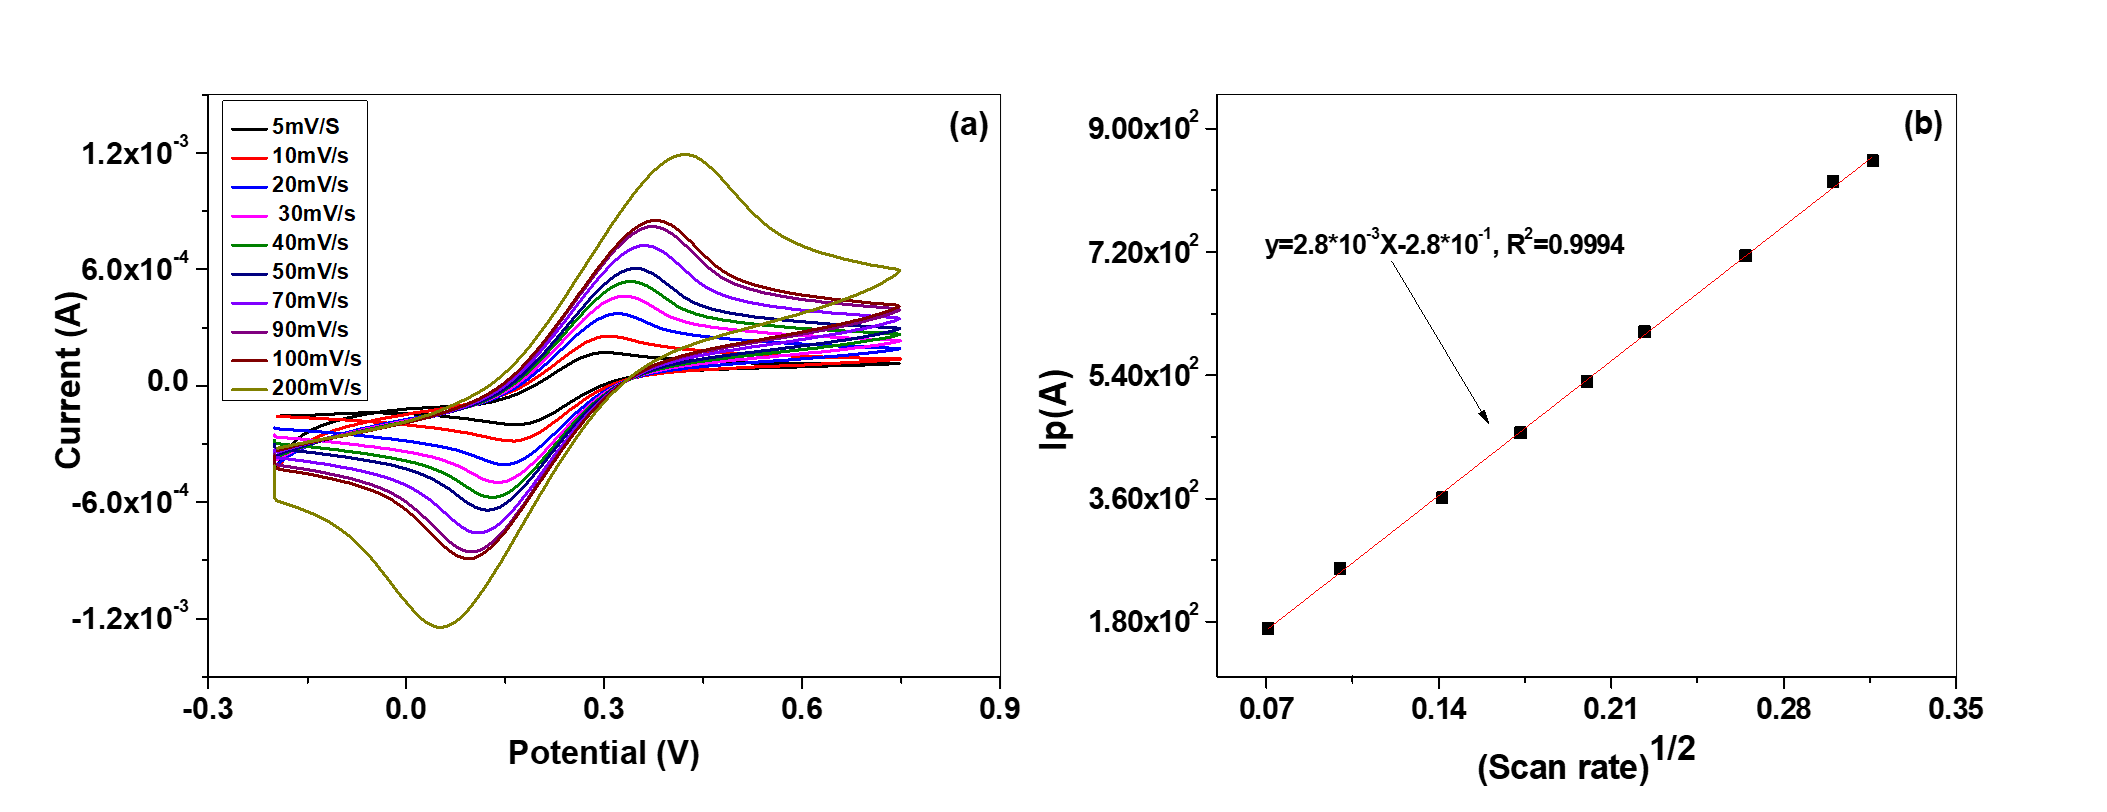 (a)
5mV/S
10mV/s
20mV/s
30mV/s
40mV/s
50mV/s
70mV/s
90mV/s
100mV/s
200mV/s
1.2x10⁻³
6.0x10⁻⁴
0.0
-6.0x10⁻⁴
-1.2x10⁻³
Current (A)
-0.3 0.0 0.3 0.6 0.9
Potential (V)
(b)
y=2.8*10⁻³X-2.8*10⁻¹, R²=0.9994
9.00x10²
7.20x10²
5.40x10²
3.60x10²
1.80x10²
Ip(A)
0.07 0.14 0.21 0.28 0.35
(Scan rate)1/2